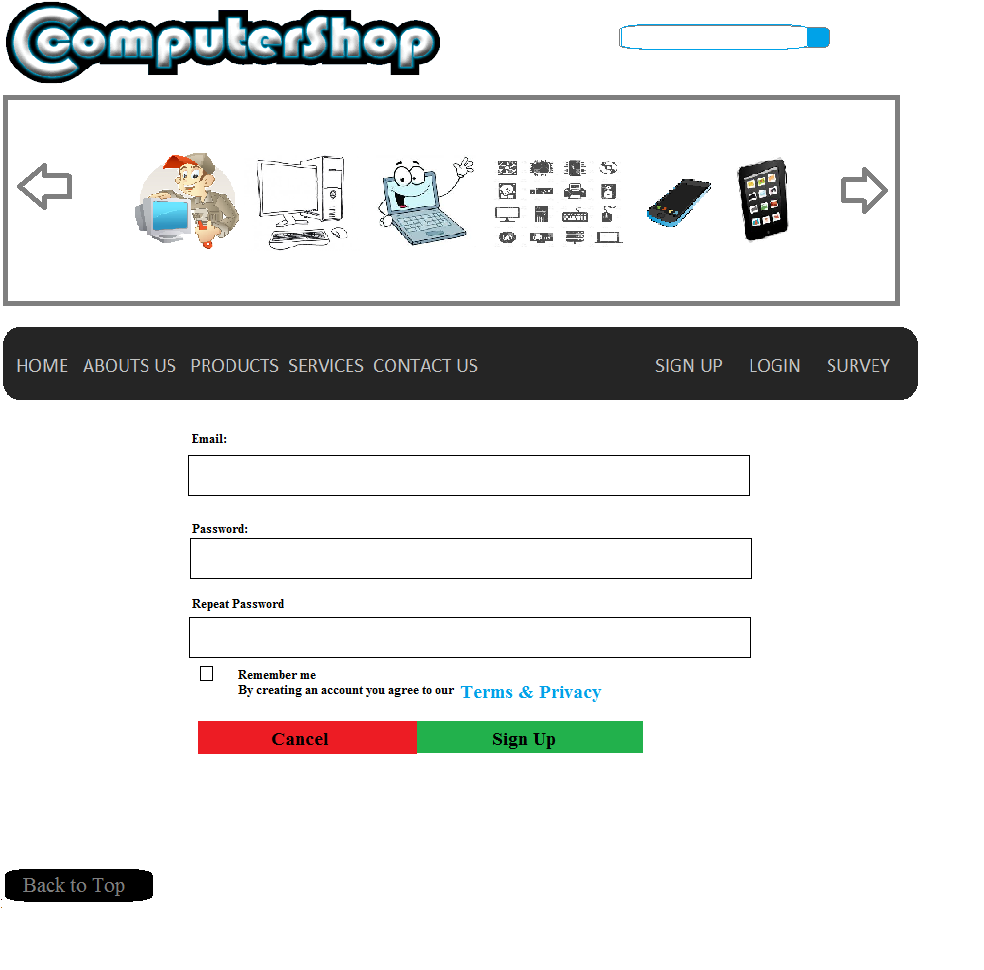 ComputerShop
HOME ABOUTS US PRODUCTS SERVICES CONTACT US SIGN UP LOGIN SURVEY
Email:
Password:
Repeat Password
Remember me
By creating an account you agree to our Terms & Privacy
Cancel Sign Up
Back to Top